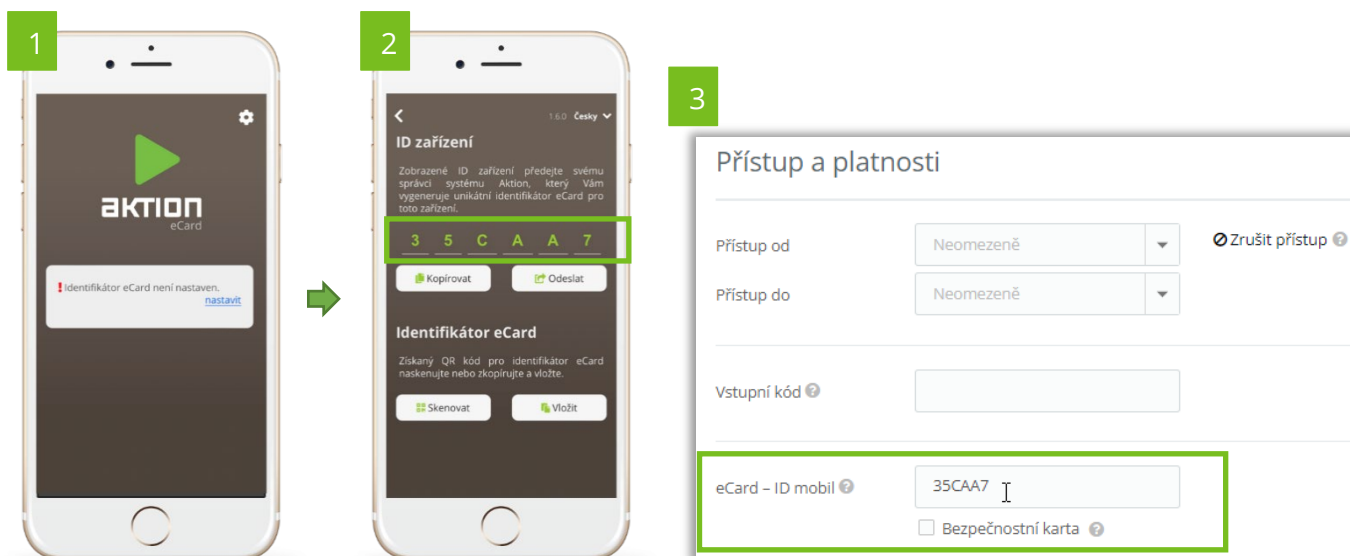 1
aktion
eCard
! Identifikátor eCard není nastaven.
nastavit
2
1.6.0 Česky
ID zařízení
Zobrazené ID zařízení předejte svému
správci systému Aktion, který Vám
vygeneruje unikátní identifikátor eCard pro
toto zařízení.
3 5 C A A 7
Kopírovat Odeslat
Identifikátor eCard
Získaný QR kód pro identifikátor eCard
naskenujte nebo zkopírujte a vložte.
Skenovat Vložit
3
Přístup a platnosti
Přístup od Neomezeně Zrušit přístup ?
Přístup do Neomezeně
Vstupní kód ?
eCard – ID mobil ? 35CAA7
Bezpečnostní karta ?